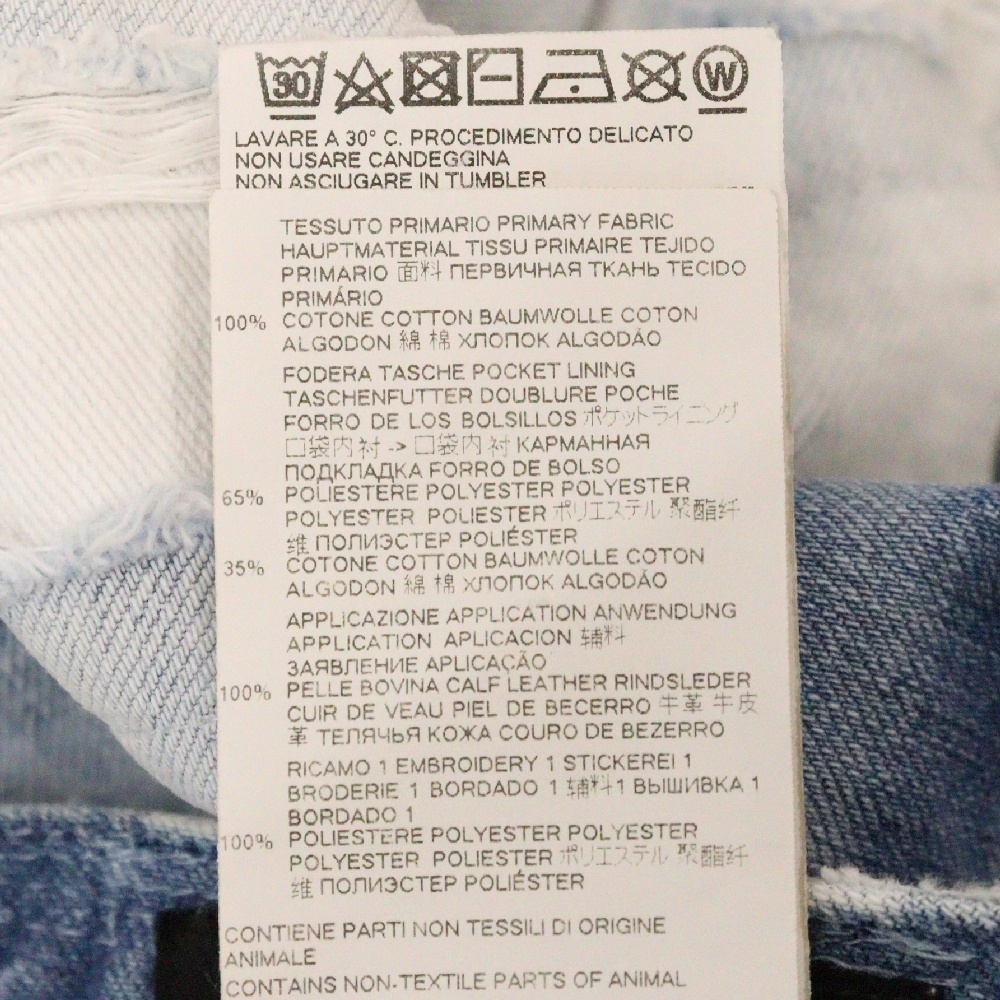 30 W
LAVARE A 30° C. PROCEDIMENTO DELICATO
NON USARE CANDEGGINA
NON ASCIUGARE IN TUMBLER
TESSUTO PRIMARIO PRIMARY FABRIC
HAUPTMATERIAL TISSU PRIMAIRE TEJIDO
PRIMARIO 面料 ПЕРВИЧНАЯ ТКАНЬ TECIDO
PRIMÁRIO
100% COTONE COTTON BAUMWOLLE COTON
ALGODON 綿 棉 ХЛОПОК ALGODÃO
FODERA TASCHE POCKET LINING
TASCHENFUTTER DOUBLURE POCHE
FORRO DE LOS BOLSILLOS ポケットライニング
口袋内衬 -> 口袋内衬 КАРМАННАЯ
ПОДКЛАДКА FORRO DE BOLSO
65% POLIESTERE POLYESTER POLYESTER
POLYESTER POLIESTER ポリエステル 聚酯纤
维 ПОЛИЭСТЕР POLIÉSTER
35% COTONE COTTON BAUMWOLLE COTON
ALGODON 綿 棉 ХЛОПОК ALGODÃO
APPLICAZIONE APPLICATION ANWENDUNG
APPLICATION APLICACION 辅料
ЗАЯВЛЕНИЕ APLICAÇÃO
100% PELLE BOVINA CALF LEATHER RINDSLEDER
CUIR DE VEAU PIEL DE BECERRO 牛革 牛皮
革 ТЕЛЯЧЬЯ КОЖА COURO DE BEZERRO
RICAMO 1 EMBROIDERY 1 STICKEREI 1
BRODERIE 1 BORDADO 1 辅料1 ВЫШИВКА 1
BORDADO 1
100% POLIESTERE POLYESTER POLYESTER
POLYESTER POLIESTER ポリエステル 聚酯纤
维 ПОЛИЭСТЕР POLIÉSTER
CONTIENE PARTI NON TESSILI DI ORIGINE
ANIMALE
CONTAINS NON-TEXTILE PARTS OF ANIMAL